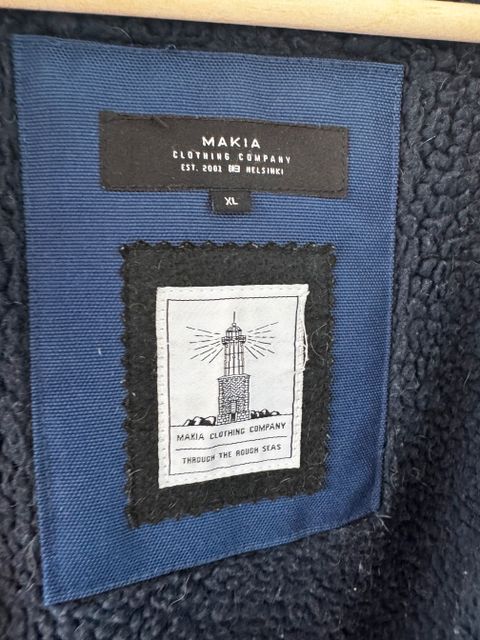 MAKIA
CLOTHING COMPANY
EST. 2001 HELSINKI
XL
MAKIA CLOTHING COMPANY
THROUGH THE ROUGH SEAS